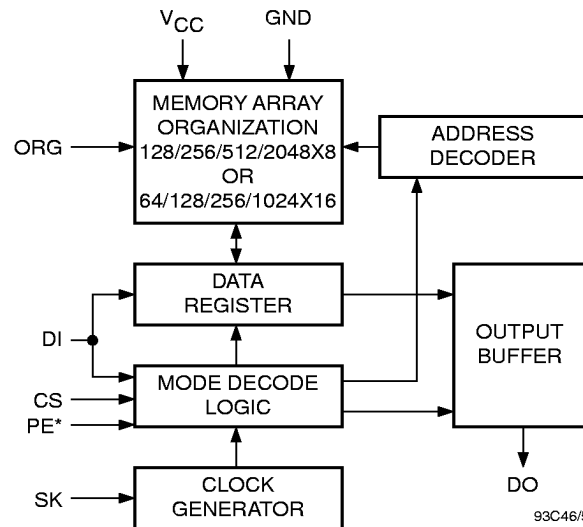 VCC
GND
MEMORY ARRAY
ORGANIZATION
128/256/512/2048X8
OR
64/128/256/1024X16
ORG
ADDRESS
DECODER
DATA
REGISTER
DI
MODE DECODE
LOGIC
CS
PE*
OUTPUT
BUFFER
CLOCK
GENERATOR
SK
DO